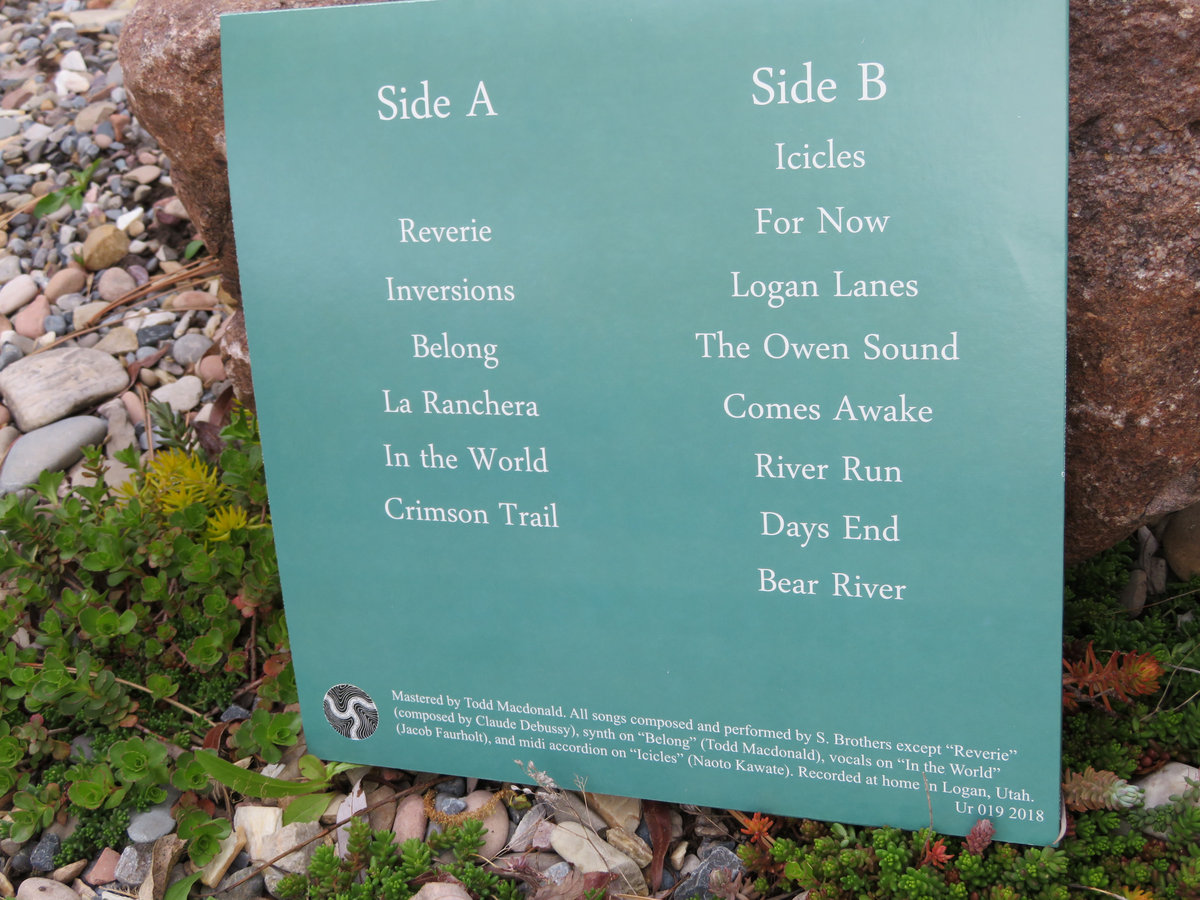 Side A
Reverie
Inversions
Belong
La Ranchera
In the World
Crimson Trail
Side B
Icicles
For Now
Logan Lanes
The Owen Sound
Comes Awake
River Run
Days End
Bear River
Mastered by Todd Macdonald. All songs composed and performed by S. Brothers except “Reverie”
(composed by Claude Debussy), synth on “Belong” (Todd Macdonald), vocals on “In the World”
(Jacob Faurholt), and midi accordion on “Icicles” (Naoto Kawate). Recorded at home in Logan, Utah.
Ur 019 2018